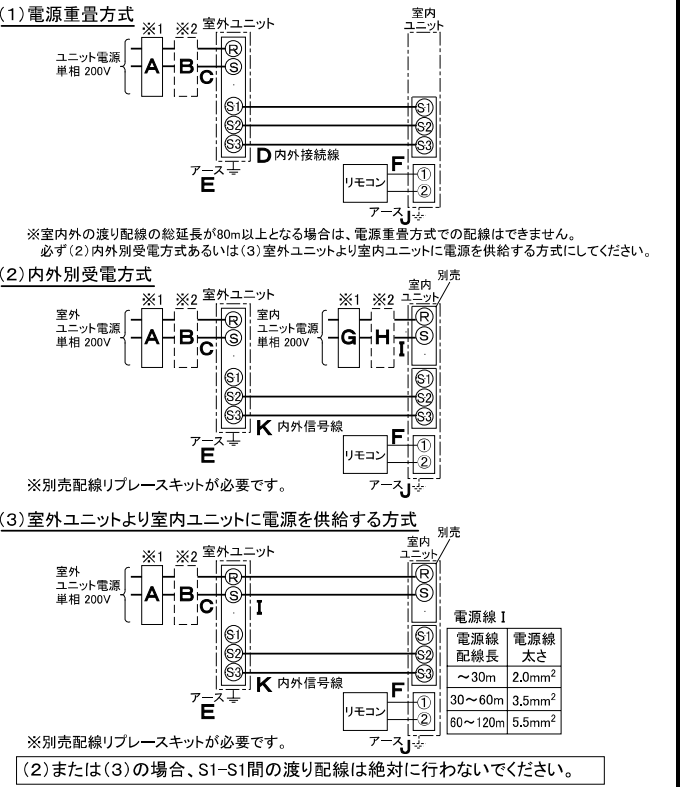 (1)電源重畳方式
※1 ※2 室外ユニット
室内
ユニット
ユニット電源
単相 200V
A B C
R
S
S1
S2
S3
S1
S2
S3
D 内外接続線
アース
E
リモコン
F
①
②
アース J
※室内外の渡り配線の総延長が80m以上となる場合は、電源重畳方式での配線はできません。
必ず(2)内外別受電方式あるいは(3)室外ユニットより室内ユニットに電源を供給する方式にしてください。
(2)内外別受電方式
※1 ※2 室外ユニット
※1 ※2
室内
ユニット
別売
室外
ユニット電源
単相 200V
A B C
R
S
S1
S2
S3
室内
ユニット電源
単相 200V
G H I
R
S
S1
S2
S3
K 内外信号線
アース
E
リモコン
F
①
②
アース J
※別売配線リプレースキットが必要です。
(3)室外ユニットより室内ユニットに電源を供給する方式
※1 ※2 室外ユニット
室内
ユニット
別売
室外
ユニット電源
単相 200V
A B C
R
S
I
S1
S2
S3
R
S
S1
S2
S3
K 内外信号線
アース
E
リモコン
F
①
②
アース J
電源線 I
電源線配線長 電源線太さ
～30m 2.0mm²
30～60m 3.5mm²
60～120m 5.5mm²
※別売配線リプレースキットが必要です。
(2)または(3)の場合、S1-S1間の渡り配線は絶対に行わないでください。